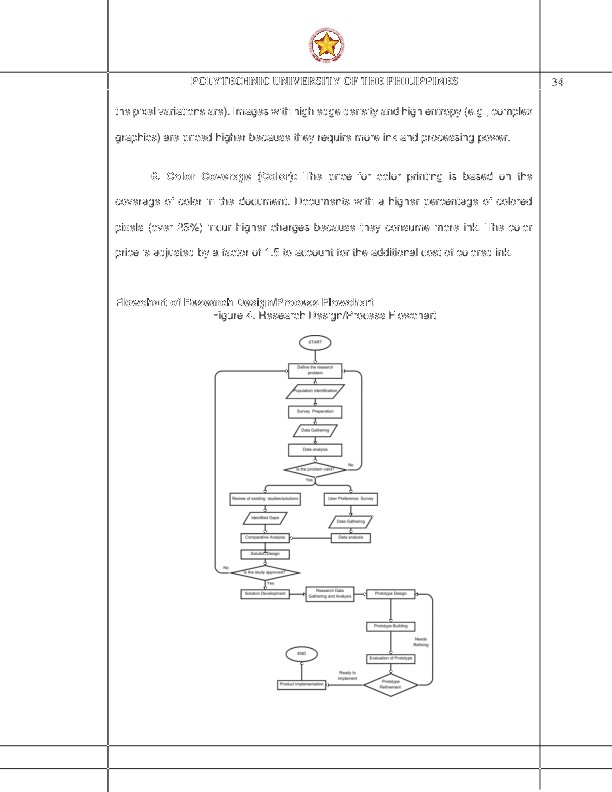 POLYTECHNIC UNIVERSITY OF THE PHILIPPINES
34
the pixel variations are). Images with high edge density and high entropy (e.g., complex
graphics) are priced higher because they require more ink and processing power.
6. Color Coverage (Color): The price for color printing is based on the
coverage of color in the document. Documents with a higher percentage of colored
pixels (over 25%) incur higher charges because they consume more ink. The color
price is adjusted by a factor of 1.5 to account for the additional cost of colored ink.
Flowchart of Research Design/Process Flowchart
Figure 4. Research Design/Process Flowchart
START
Define the research
problem
Population Identification
Survey Preparation
Data Gathering
Data analysis
Is the problem valid?
No
Yes
Review of existing studies/solutions
User Preference Survey
Identified Gaps
Data Gathering
Comparative Analysis
Data analysis
Solution Design
Is the study approved?
No
Yes
Solution Development
Research Data
Gathering and Analysis
Prototype Design
Prototype Building
Needs
Refining
Evaluation of Prototype
END
Ready to
implement
Prototype
Refinement
Product Implementation